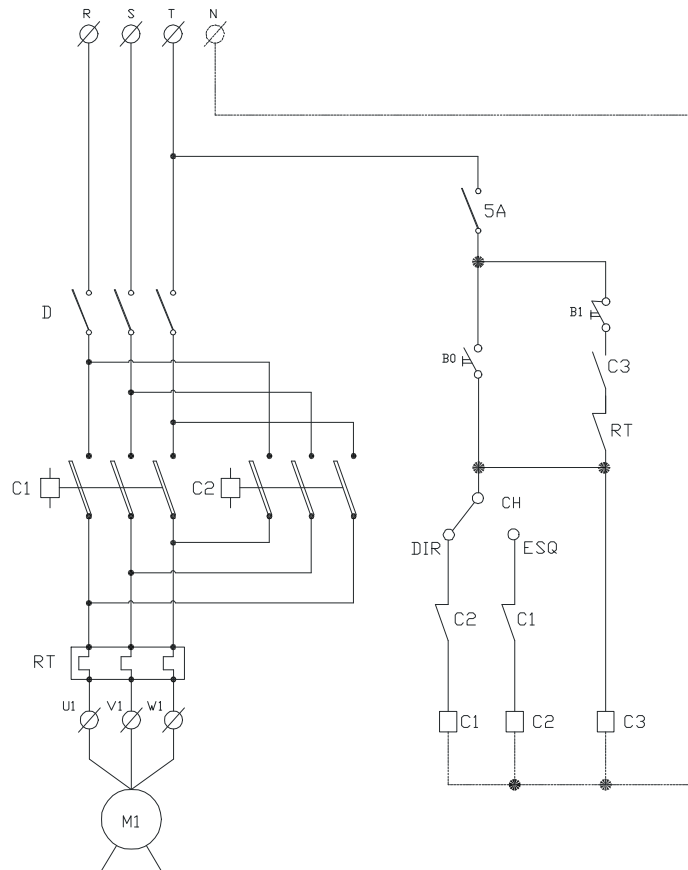 R S T N
5A
D
B1
B0
C3
RT
C1 C2
CH
DIR ESQ
C2 C1
RT
U1 V1 W1
C1 C2 C3
M1